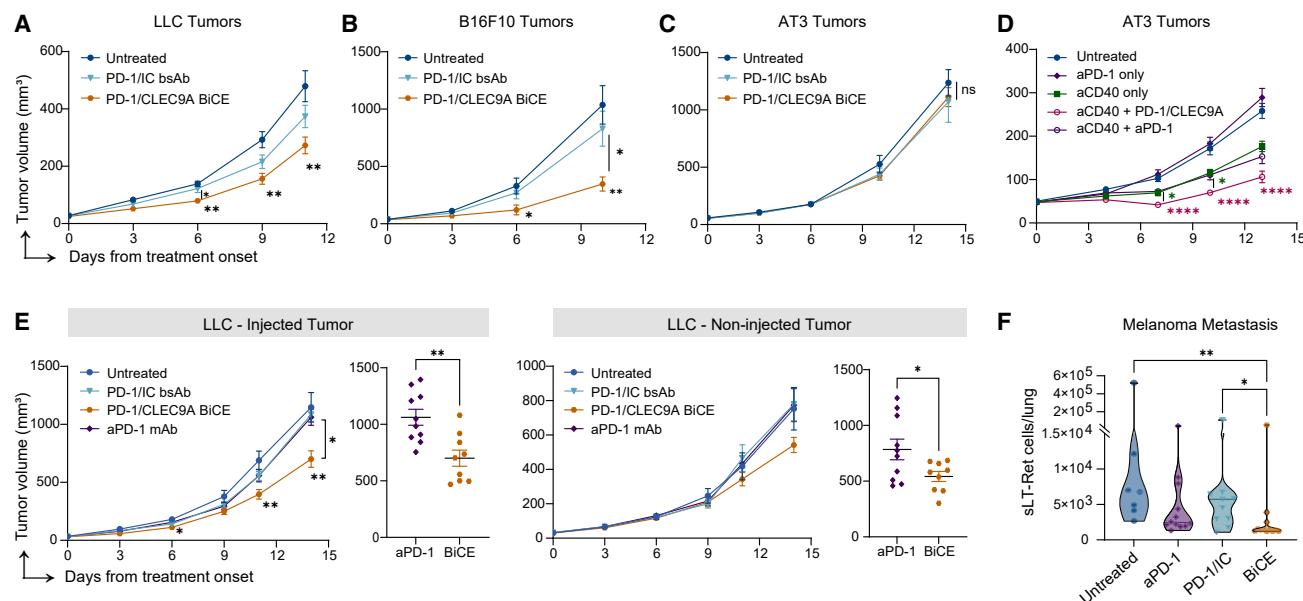 A
LLC Tumors
600
400
200
0
0
3
6
9
12
Untreated
PD-1/IC bsAb
PD-1/CLEC9A BiCE
*
**
**
**
Tumor volume (mm³)
Days from treatment onset
B
B16F10 Tumors
1500
1000
500
0
0
3
6
9
12
Untreated
PD-1/IC bsAb
PD-1/CLEC9A BiCE
*
*
**
C
AT3 Tumors
1500
1000
500
0
0
3
6
9
12
15
Untreated
PD-1/IC bsAb
PD-1/CLEC9A BiCE
ns
D
AT3 Tumors
400
300
200
100
0
0
3
6
9
12
15
Untreated
aPD-1 only
aCD40 only
aCD40 + PD-1/CLEC9A
aCD40 + aPD-1
*
****
*
****
****
E
LLC - Injected Tumor
1500
1000
500
0
0
3
6
9
12
15
Untreated
PD-1/IC bsAb
PD-1/CLEC9A BiCE
aPD-1 mAb
*
**
*
**
Tumor volume (mm³)
Days from treatment onset
1500
1000
500
0
**
aPD-1
BiCE
LLC - Non-injected Tumor
1000
800
600
400
200
0
0
3
6
9
12
15
Untreated
PD-1/IC bsAb
PD-1/CLEC9A BiCE
aPD-1 mAb
1500
1000
500
0
*
aPD-1
BiCE
F
Melanoma Metastasis
sLT-Ret cells/lung
6×10⁵
4×10⁵
2×10⁵
1.5×10⁴
1×10⁴
5×10³
0
**
*
Untreated
aPD-1
PD-1/IC
BiCE